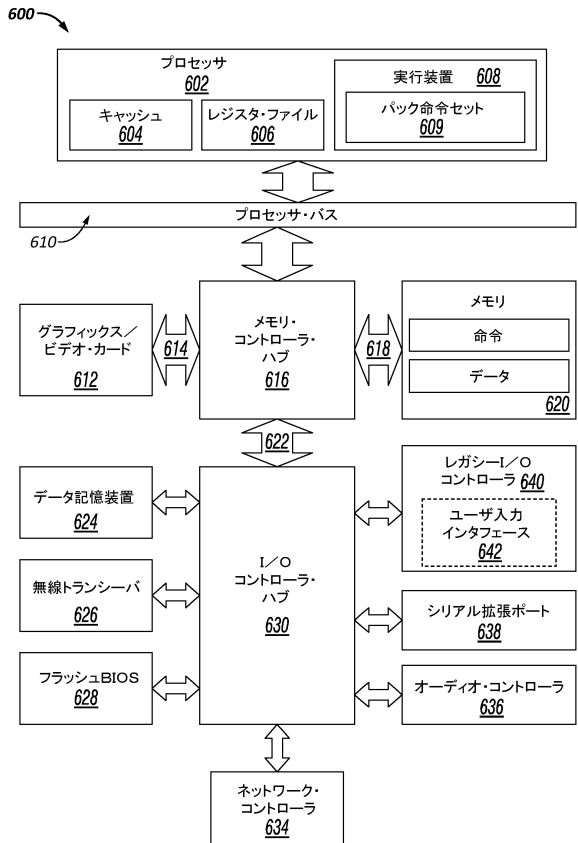 600
プロセッサ
602
キャッシュ
604
レジスタ・ファイル
606
実行装置 608
パック命令セット
609
プロセッサ・バス
610
グラフィックス／
ビデオ・カード
612
614
メモリ・
コントローラ・
ハブ
616
618
メモリ
命令
データ
620
622
データ記憶装置
624
無線トランシーバ
626
フラッシュBIOS
628
I／O
コントローラ・
ハブ
630
レガシーI／O
コントローラ 640
ユーザ入力
インタフェース
642
シリアル拡張ポート
638
オーディオ・コントローラ
636
ネットワーク・
コントローラ
634